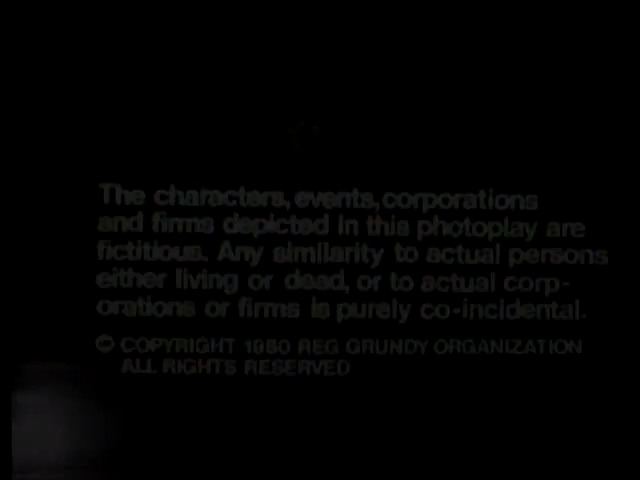 The characters, events, corporations
and firms depicted in this photoplay are
fictitious. Any similarity to actual persons
either living or dead, or to actual corp-
orations or firms is purely co-incidental.
© COPYRIGHT 1980 REG GRUNDY ORGANIZATION
ALL RIGHTS RESERVED